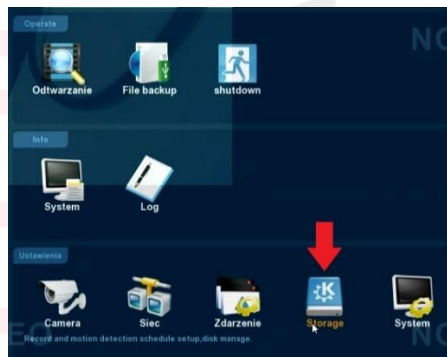 Operate
Odtwarzanie
File backup
shutdown
Info
System
Log
Ustawienia
Camera
Siec
Zdarzenie
Storage
System
Record and motion detection schedule setup,disk manage.